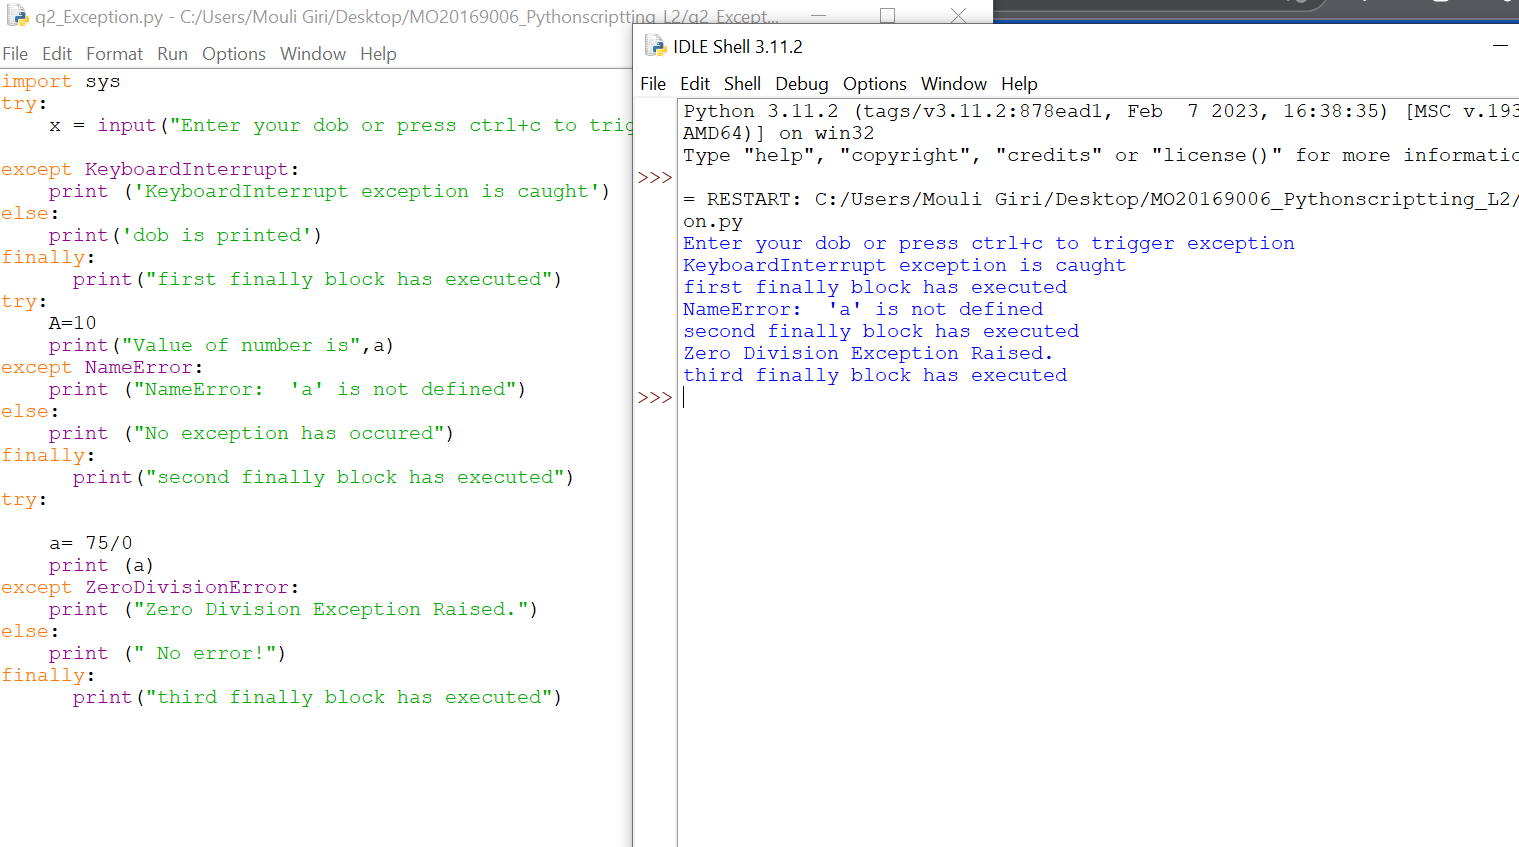 q2_Exception.py - C:/Users/Mouli Giri/Desktop/MO20169006_Pythonscriptting_L2/q2_Except...
File Edit Format Run Options Window Help
import sys
try:
    x = input("Enter your dob or press ctrl+c to trig
except KeyboardInterrupt:
    print ('KeyboardInterrupt exception is caught')
else:
    print('dob is printed')
finally:
      print("first finally block has executed")
try:
    A=10
    print("Value of number is",a)
except NameError:
    print ("NameError:  'a' is not defined")
else:
    print ("No exception has occured")
finally:
      print("second finally block has executed")
try:
    a= 75/0
    print (a)
except ZeroDivisionError:
    print ("Zero Division Exception Raised.")
else:
    print (" No error!")
finally:
      print("third finally block has executed")
IDLE Shell 3.11.2
File Edit Shell Debug Options Window Help
Python 3.11.2 (tags/v3.11.2:878ead1, Feb  7 2023, 16:38:35) [MSC v.193
AMD64)] on win32
Type "help", "copyright", "credits" or "license()" for more informatio
>>>
= RESTART: C:/Users/Mouli Giri/Desktop/MO20169006_Pythonscriptting_L2/
on.py
Enter your dob or press ctrl+c to trigger exception
KeyboardInterrupt exception is caught
first finally block has executed
NameError:  'a' is not defined
second finally block has executed
Zero Division Exception Raised.
third finally block has executed
>>>